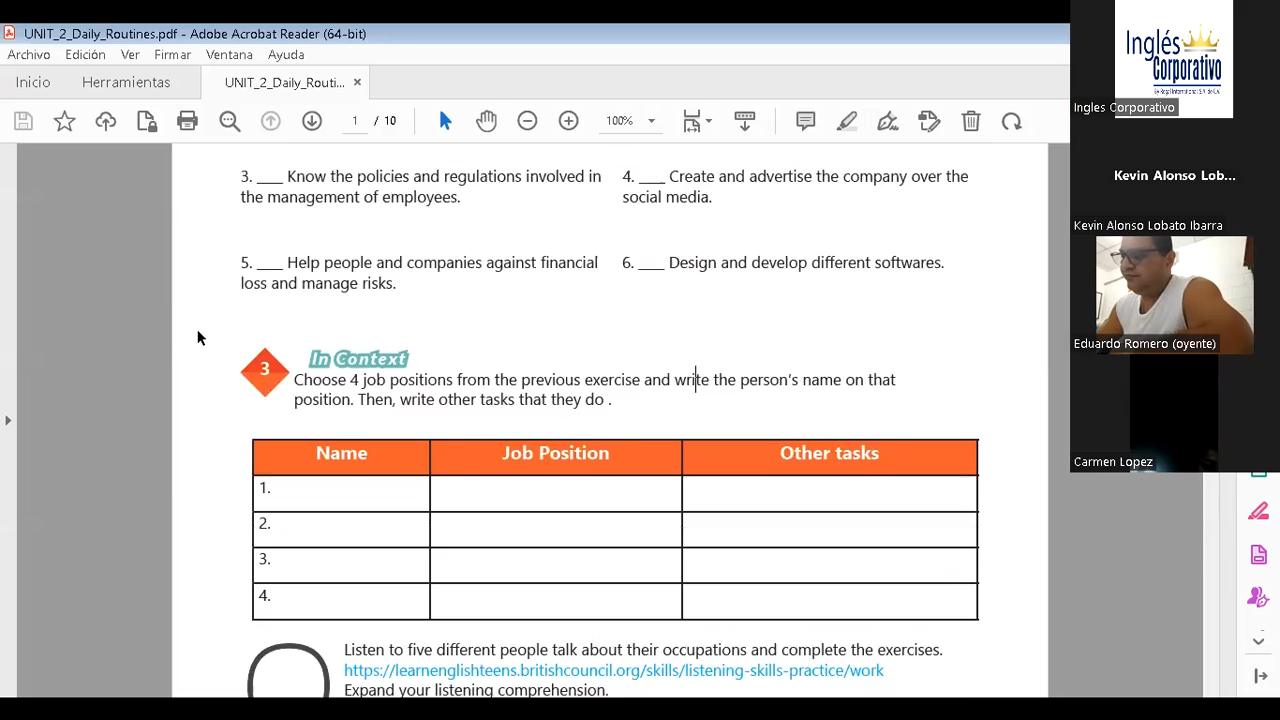 UNIT_2_Daily_Routines.pdf - Adobe Acrobat Reader (64-bit)
Archivo Edición Ver Firmar Ventana Ayuda
Inicio Herramientas UNIT_2_Daily_Routi... ×
1 / 10 100%
3. ___ Know the policies and regulations involved in
the management of employees.
4. ___ Create and advertise the company over the
social media.
5. ___ Help people and companies against financial
loss and manage risks.
6. ___ Design and develop different softwares.
3
In Context
Choose 4 job positions from the previous exercise and write the person's name on that
position. Then, write other tasks that they do .
Name Job Position Other tasks
1.
2.
3.
4.
Listen to five different people talk about their occupations and complete the exercises.
https://learnenglishteens.britishcouncil.org/skills/listening-skills-practice/work
Expand your listening comprehension.
Inglés
Corporativo
Ingles Corporativo
Kevin Alonso Lob...
Kevin Alonso Lobato Ibarra
Eduardo Romero (oyente)
Carmen Lopez